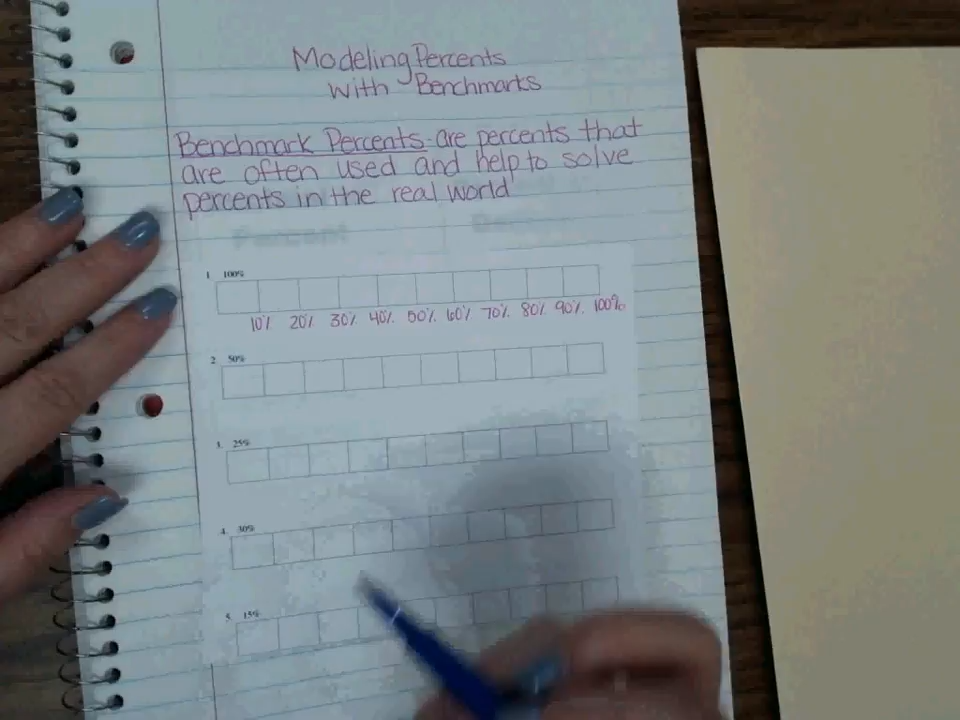 Modeling Percents
with Benchmarks
Benchmark Percents - are percents that
are often used and help to solve
percents in the real world
1. 100%
10% 20% 30% 40% 50% 60% 70% 80% 90% 100%
2. 50%
3. 25%
4. 30%
5. 15%